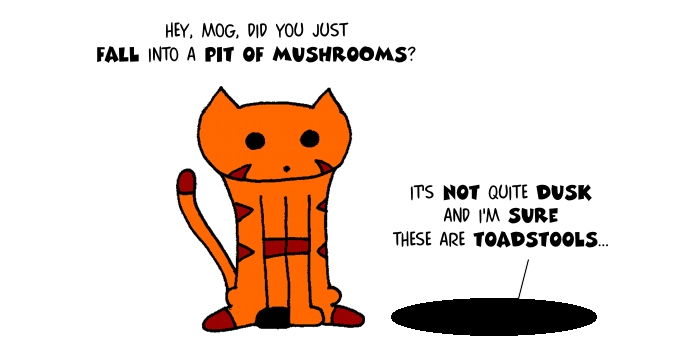 HEY, MOG, DID YOU JUST
FALL INTO A PIT OF MUSHROOMS?
IT'S NOT QUITE DUSK
AND I'M SURE
THESE ARE TOADSTOOLS...